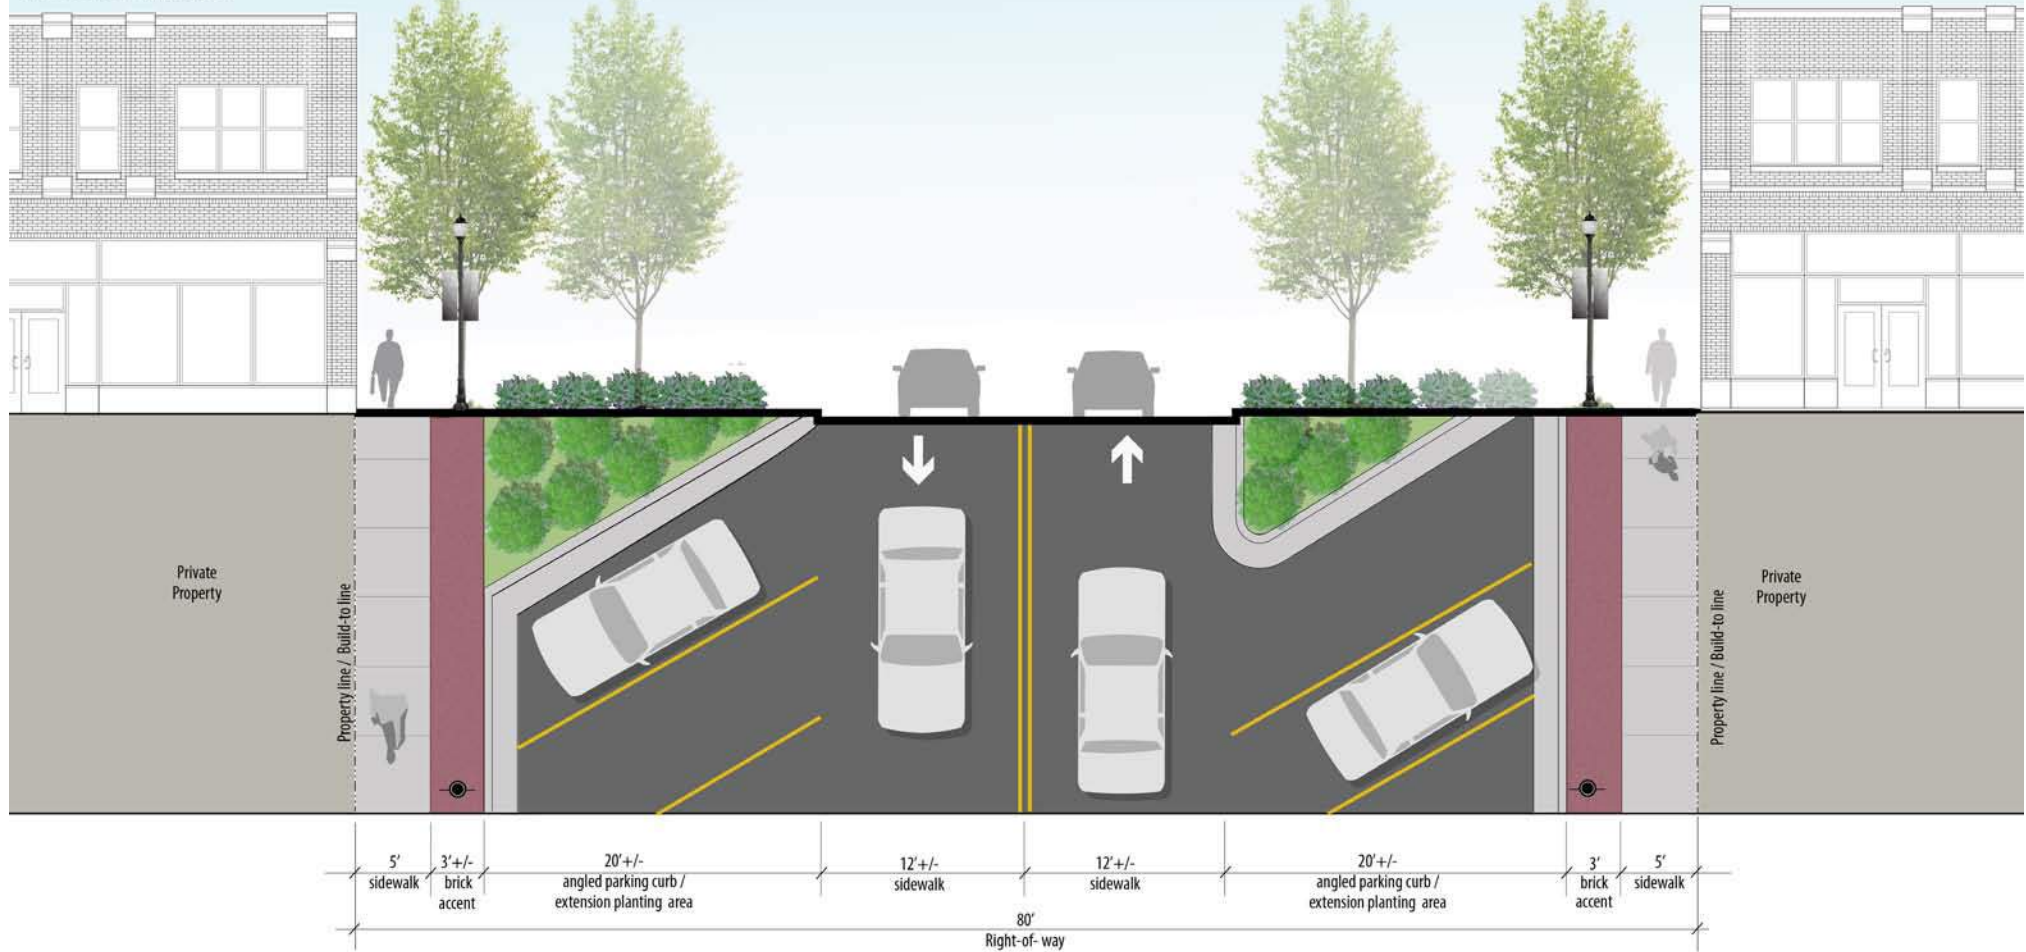 Private
Property
Property line / Build-to line
Property line / Build-to line
Private
Property
5'
sidewalk
3'+/-
brick
accent
20'+/-
angled parking curb /
extension planting area
12'+/-
sidewalk
12'+/-
sidewalk
20'+/-
angled parking curb /
extension planting area
3'
brick
accent
5'
sidewalk
80'
Right-of- way